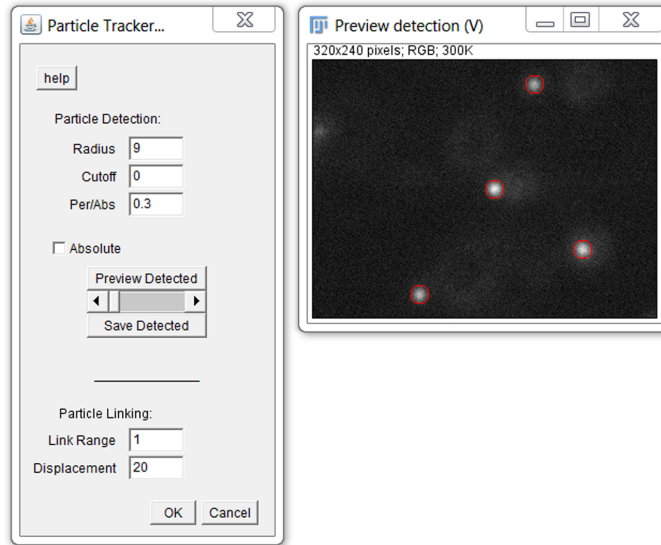 Particle Tracker...
help
Particle Detection:
Radius 9
Cutoff 0
Per/Abs 0.3
Absolute
Preview Detected
Save Detected
Particle Linking:
Link Range 1
Displacement 20
OK Cancel
Preview detection (V)
320x240 pixels; RGB; 300K